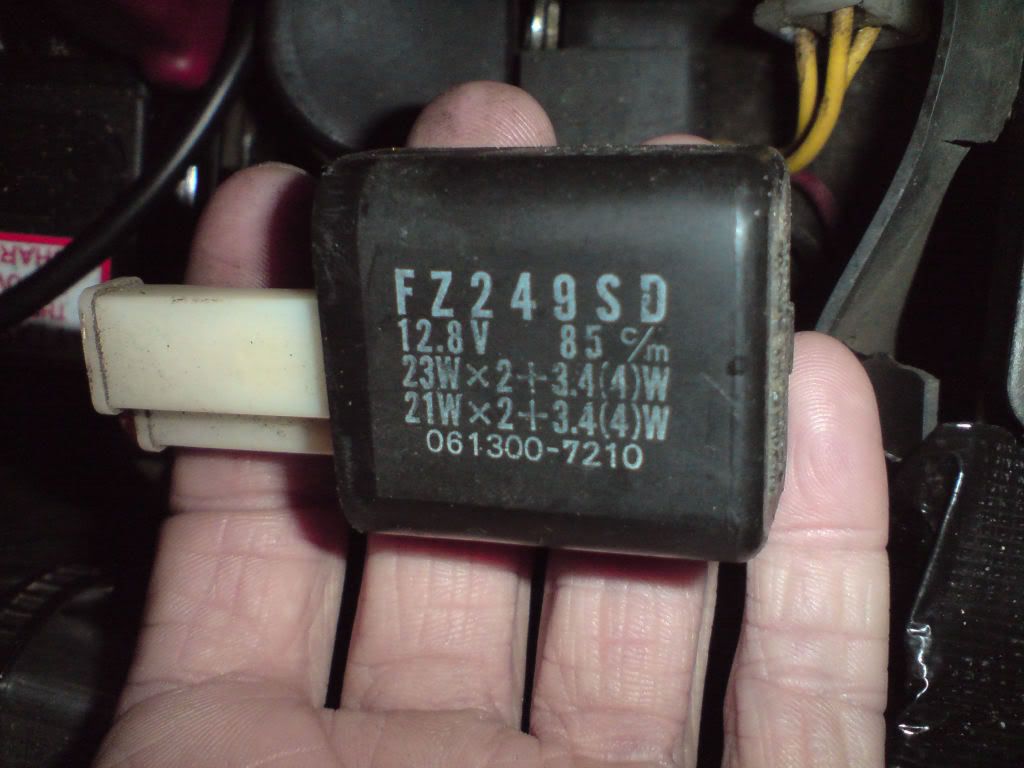 FZ249SD
12.8V 85 c/m
23W×2+3.4(4)W
21W×2+3.4(4)W
061300-7210